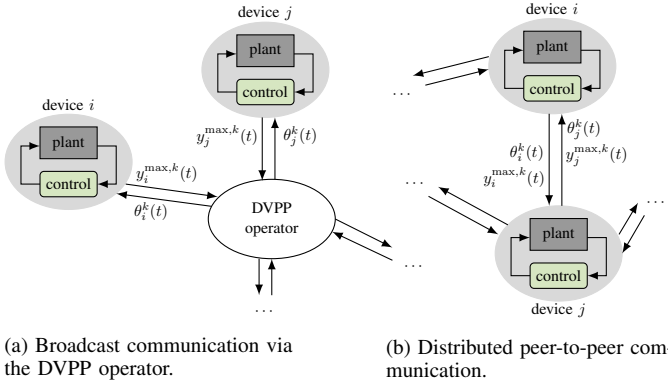 device j
plant
control
y_j^{max,k}(t)
θ_j^k(t)
device i
plant
control
y_i^{max,k}(t)
θ_i^k(t)
DVPP
operator
...
...
(a) Broadcast communication via
the DVPP operator.
device i
plant
control
...
θ_i^k(t)
y_i^{max,k}(t)
θ_j^k(t)
y_j^{max,k}(t)
...
...
plant
control
device j
(b) Distributed peer-to-peer com-
munication.